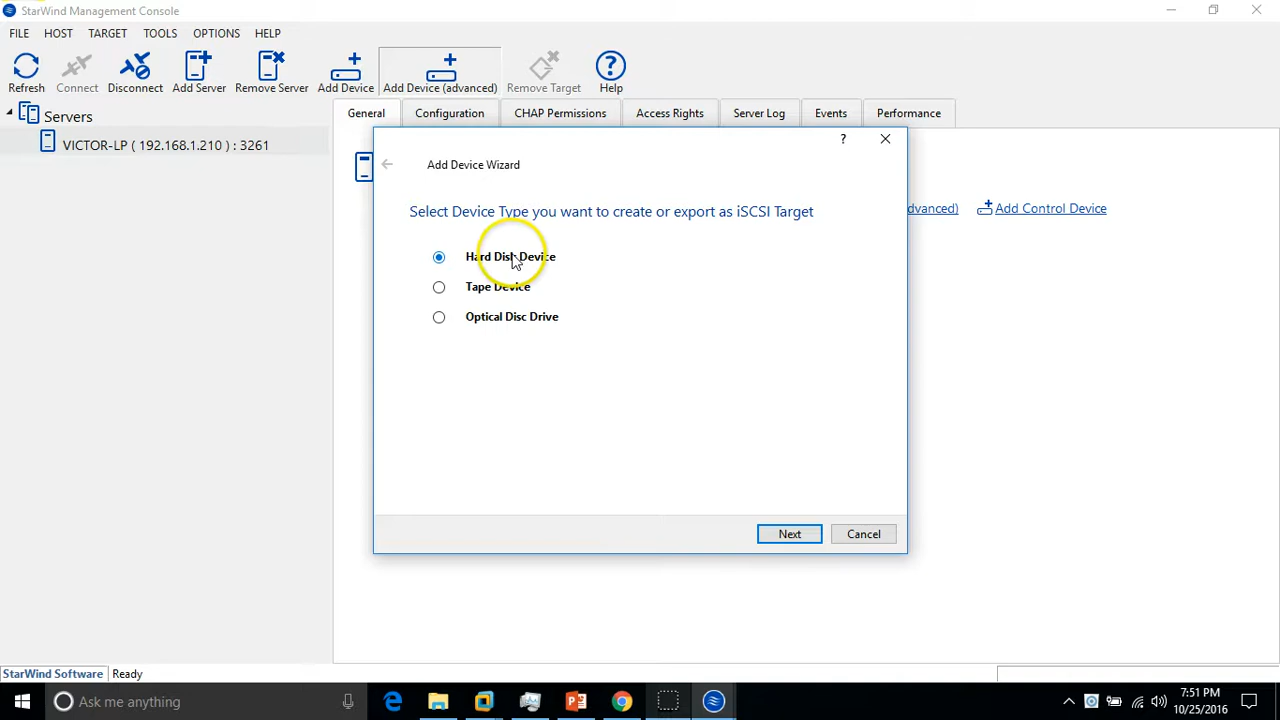 StarWind Management Console
FILE HOST TARGET TOOLS OPTIONS HELP
Refresh Connect Disconnect Add Server Remove Server Add Device Add Device (advanced) Remove Target Help
Servers
VICTOR-LP ( 192.168.1.210 ) : 3261
General Configuration CHAP Permissions Access Rights Server Log Events Performance
Add Device Wizard
Select Device Type you want to create or export as iSCSI Target
dvanced) Add Control Device
Hard Disk Device
Tape Device
Optical Disc Drive
Next Cancel
StarWind Software Ready
Ask me anything
7:51 PM
10/25/2016